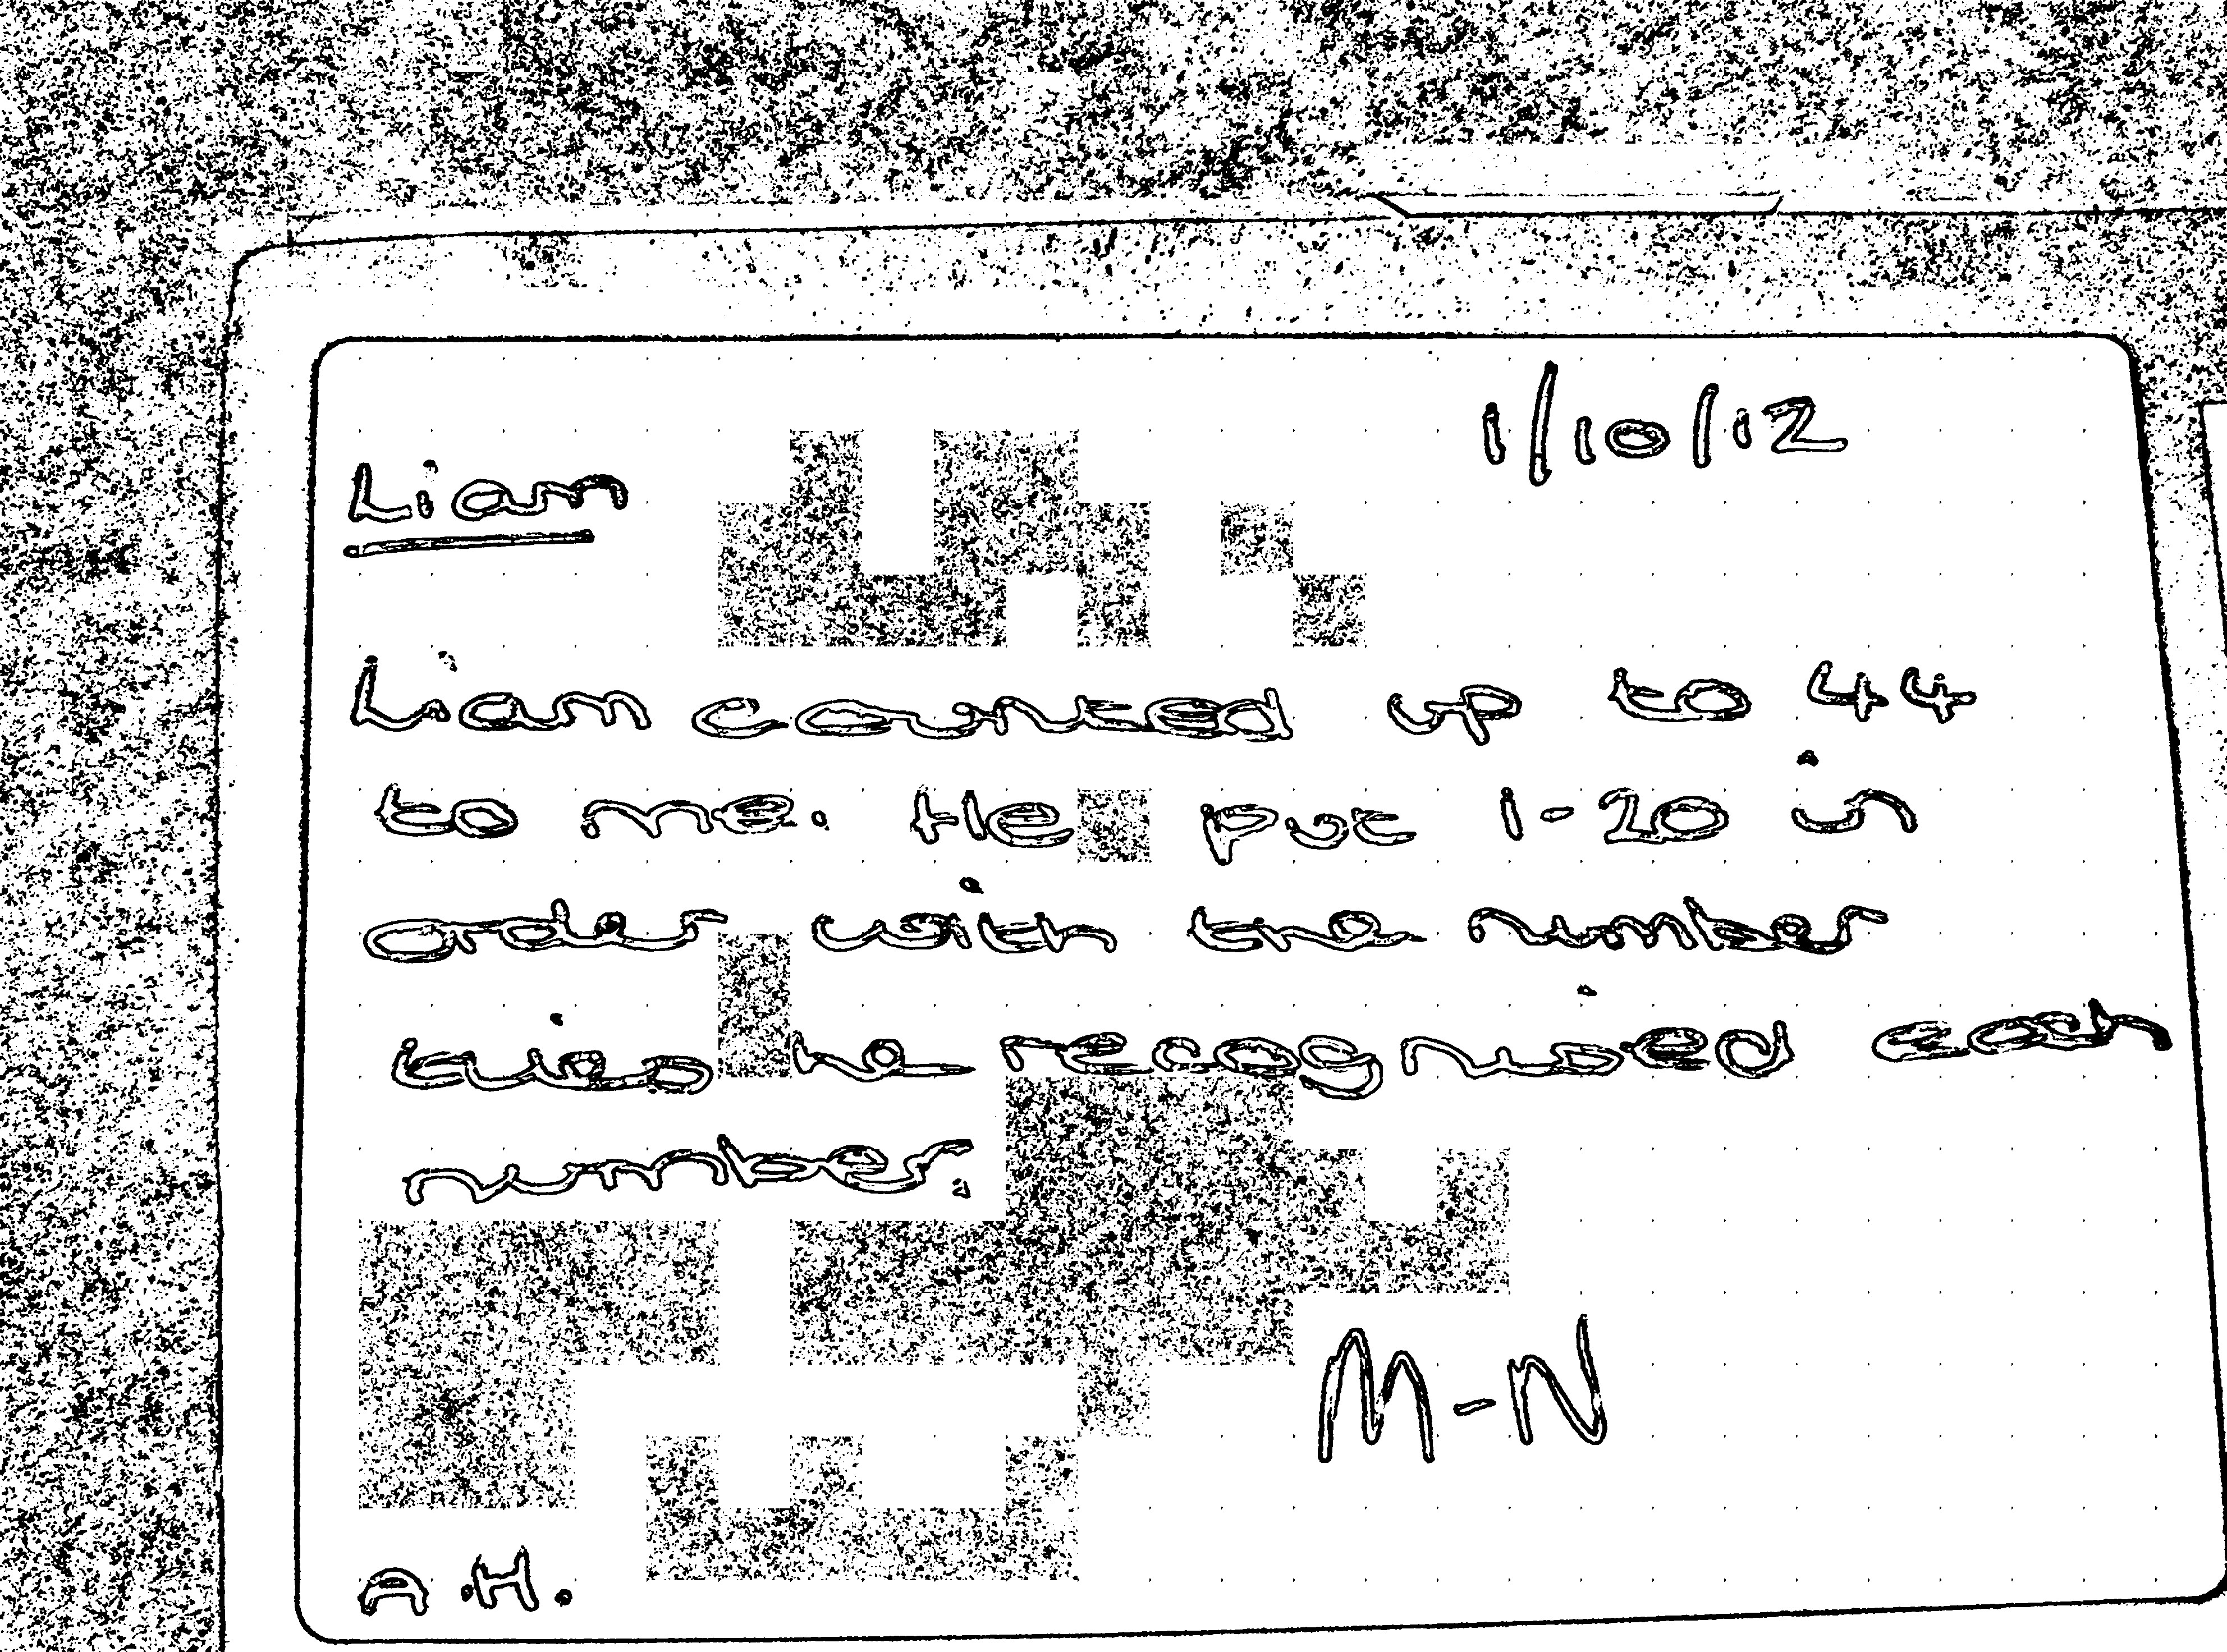 1/10/12
Liam
Liam counted up to 44
to me. He put 1-20 in
order with the number
he recognised each
number.
M-N
A.H.